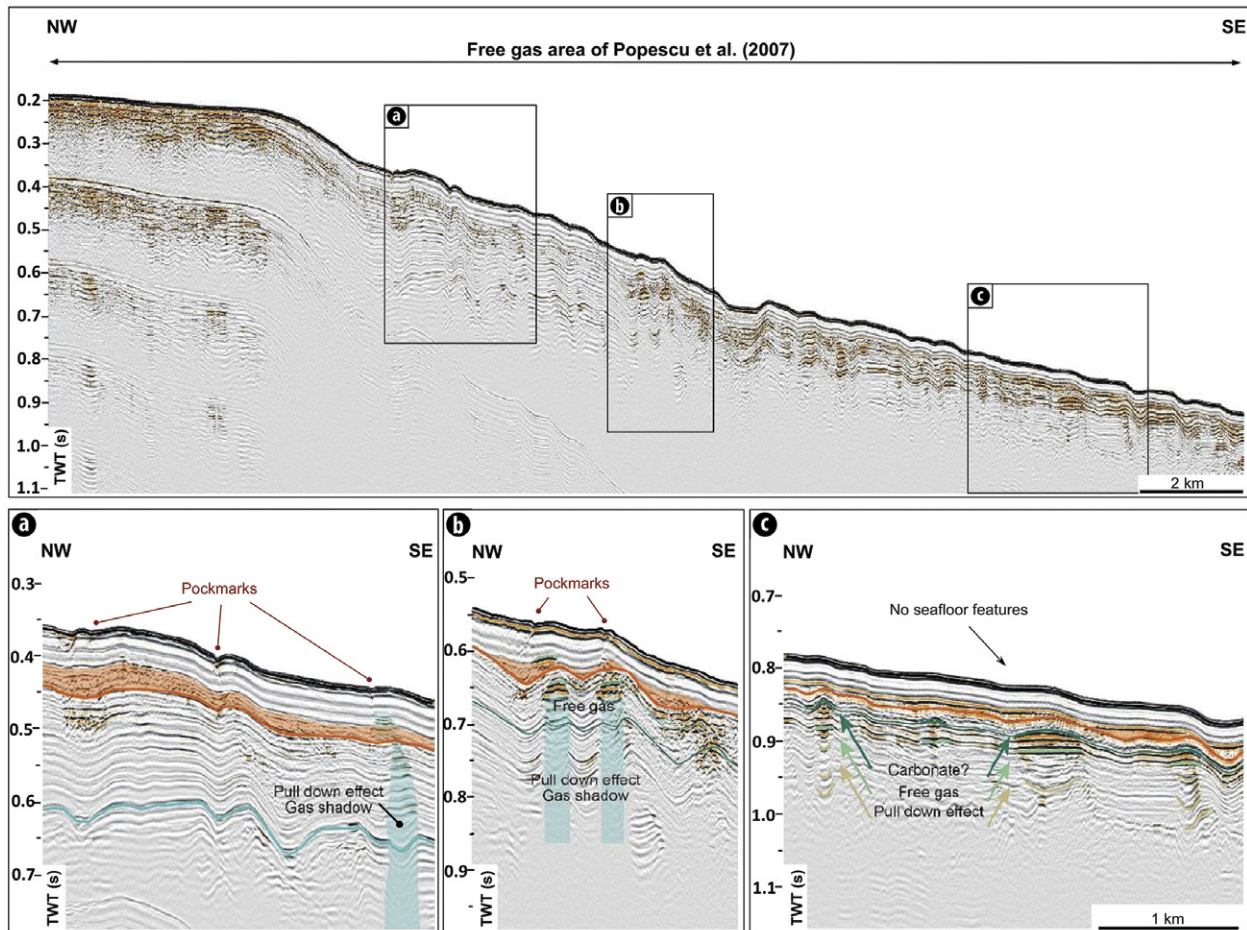 NW
SE
Free gas area of Popescu et al. (2007)
0.2
0.3
0.4
0.5
0.6
0.7
0.8
0.9
1.0
1.1
TWT (s)
a
b
c
2 km
a
NW
SE
0.3
0.4
0.5
0.6
0.7
TWT (s)
Pockmarks
Pull down effect
Gas shadow
b
NW
SE
0.5
0.6
0.7
0.8
0.9
TWT (s)
Pockmarks
Free gas
Pull down effect
Gas shadow
c
NW
SE
0.7
0.8
0.9
1.0
1.1
TWT (s)
No seafloor features
Carbonate?
Free gas
Pull down effect
1 km